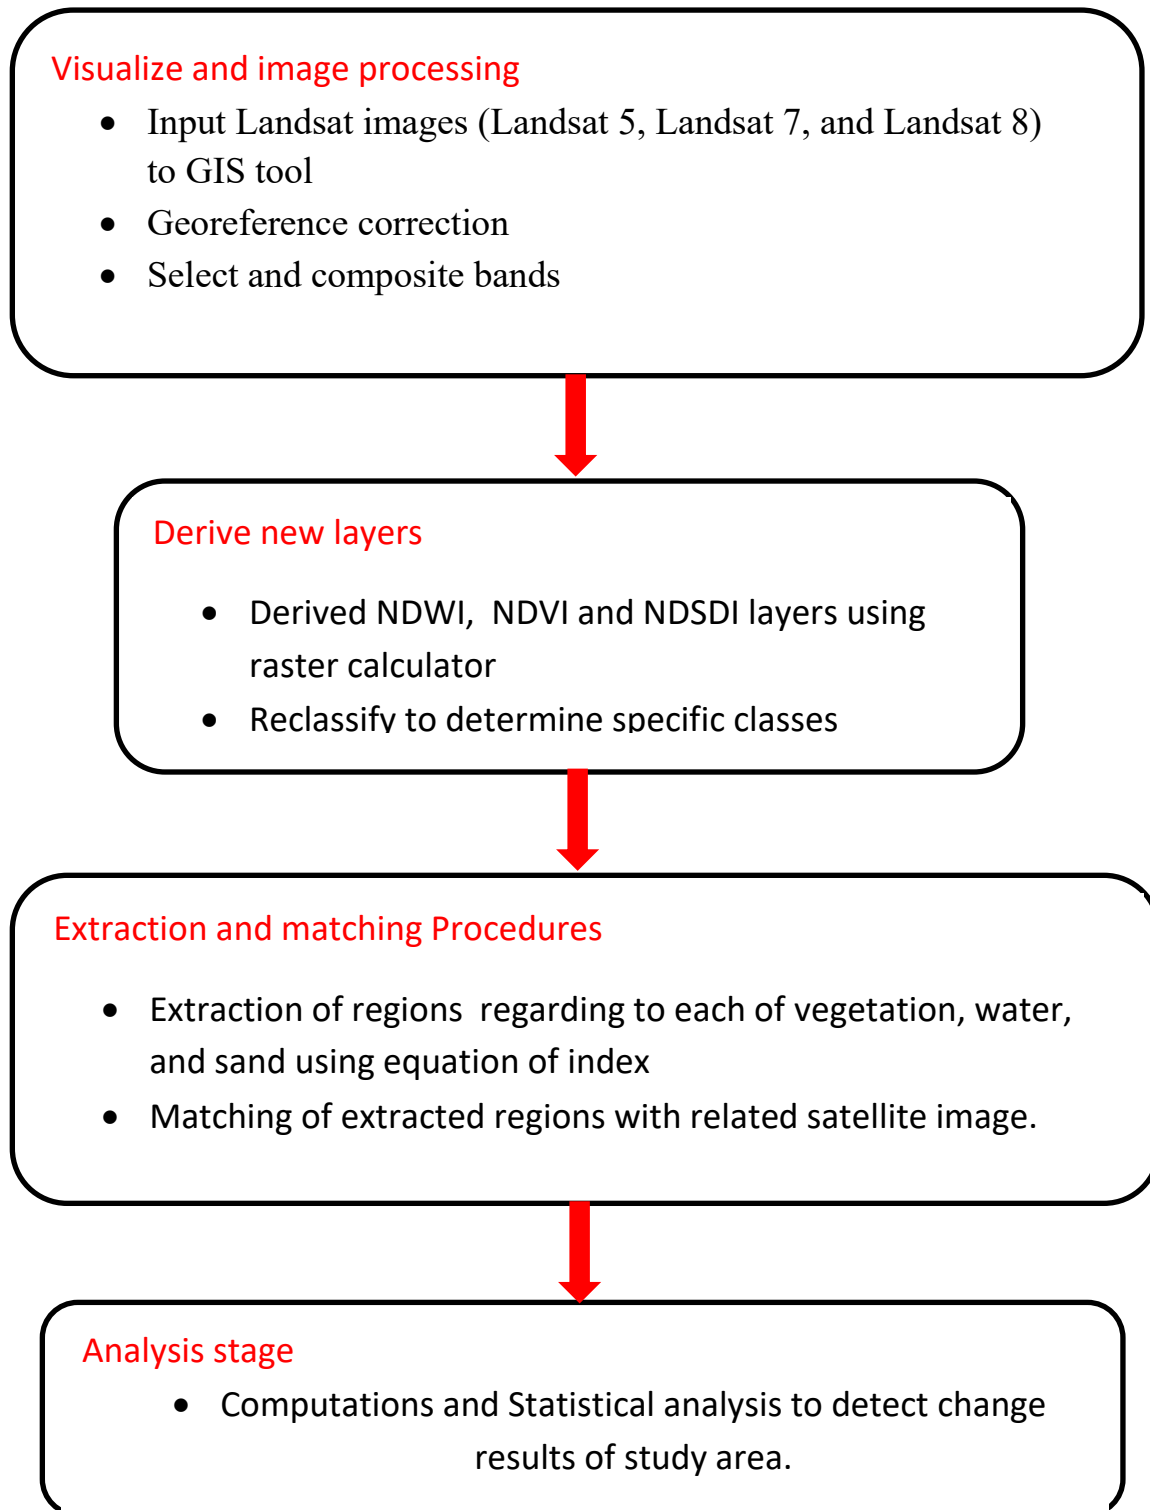 Visualize and image processing
• Input Landsat images (Landsat 5, Landsat 7, and Landsat 8)
to GIS tool
• Georeference correction
• Select and composite bands
Derive new layers
• Derived NDWI,  NDVI and NDSDI layers using
raster calculator
• Reclassify to determine specific classes
Extraction and matching Procedures
• Extraction of regions  regarding to each of vegetation, water,
and sand using equation of index
• Matching of extracted regions with related satellite image.
Analysis stage
• Computations and Statistical analysis to detect change
results of study area.